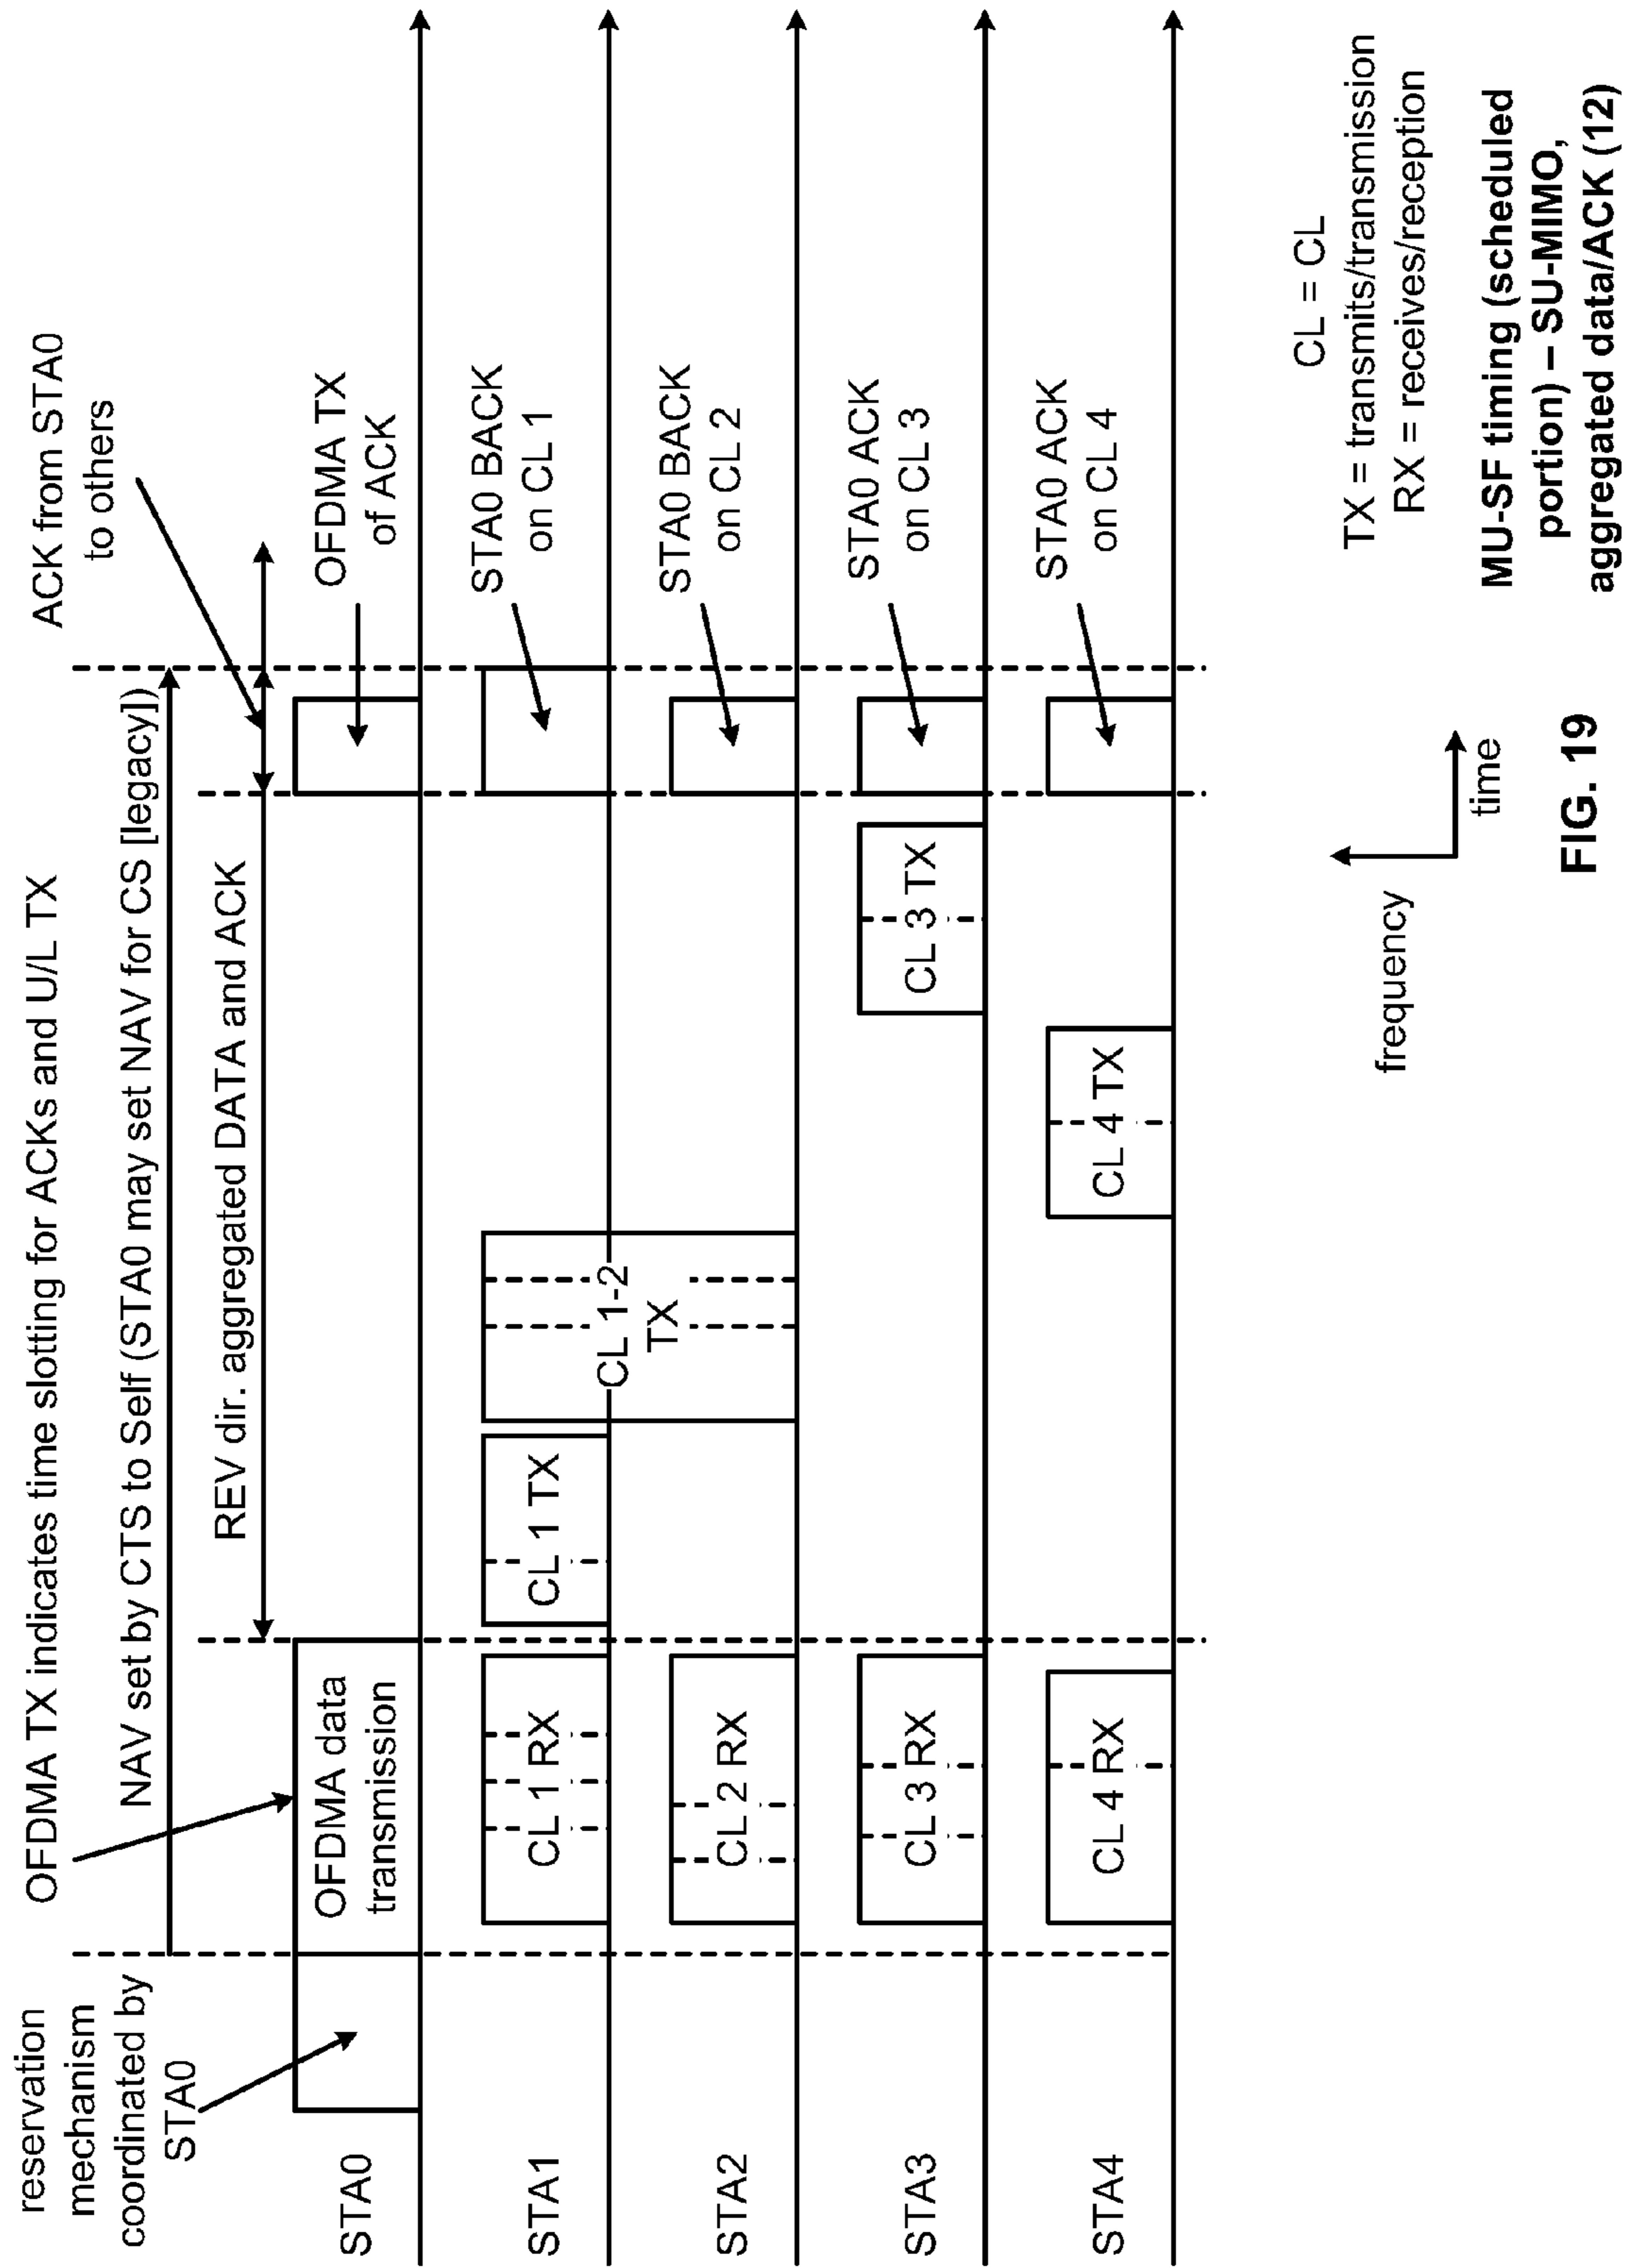 reservation
mechanism
coordinated by
STA0
OFDMA TX indicates time slotting for ACKs and U/L TX
NAV set by CTS to Self (STA0 may set NAV for CS [legacy])
REV dir. aggregated DATA and ACK
ACK from STA0
to others
STA0
OFDMA data
transmission
OFDMA TX
of ACK
STA1
CL 1 RX
CL 1 TX
CL 1-2
TX
STA0 BACK
on CL 1
STA2
CL 2 RX
STA0 BACK
on CL 2
STA3
CL 3 RX
CL 3 TX
STA0 ACK
on CL 3
STA4
CL 4 RX
CL 4 TX
STA0 ACK
on CL 4
frequency
time
CL = CL
TX = transmits/transmission
RX = receives/reception
FIG. 19
MU-SF timing (scheduled
portion) – SU-MIMO,
aggregated data/ACK (12)